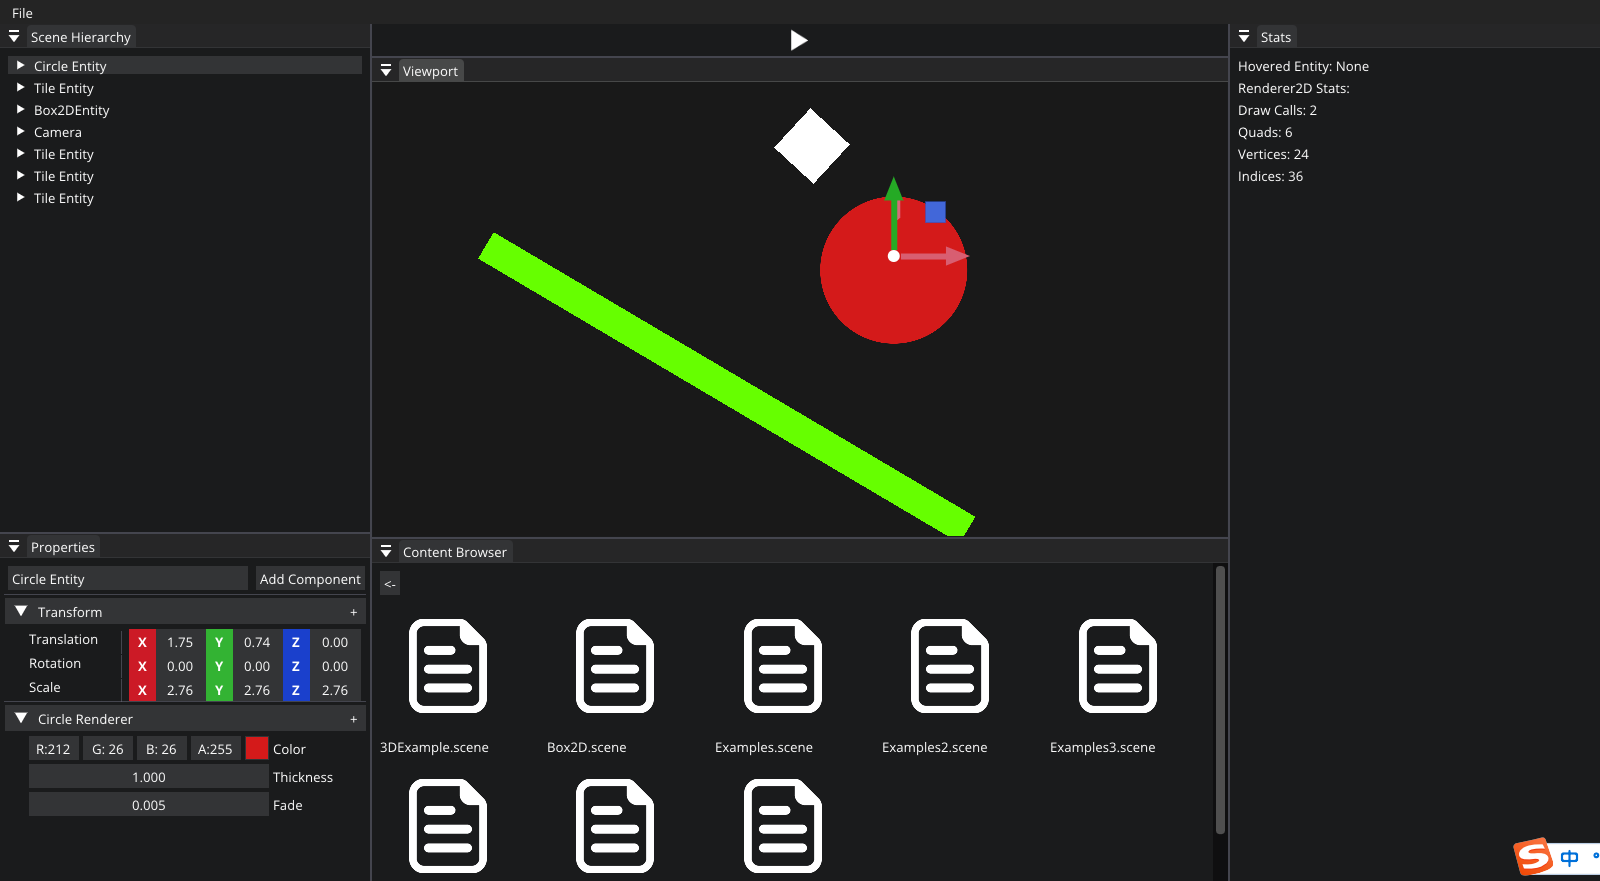 File
Scene Hierarchy
Circle Entity
Tile Entity
Box2DEntity
Camera
Tile Entity
Tile Entity
Tile Entity
Properties
Circle Entity
Add Component
Transform +
Translation X 1.75 Y 0.74 Z 0.00
Rotation X 0.00 Y 0.00 Z 0.00
Scale X 2.76 Y 2.76 Z 2.76
Circle Renderer +
R:212 G: 26 B: 26 A:255 Color
1.000 Thickness
0.005 Fade
Viewport
Content Browser
<-
3DExample.scene
Box2D.scene
Examples.scene
Examples2.scene
Examples3.scene
Stats
Hovered Entity: None
Renderer2D Stats:
Draw Calls: 2
Quads: 6
Vertices: 24
Indices: 36
S 中